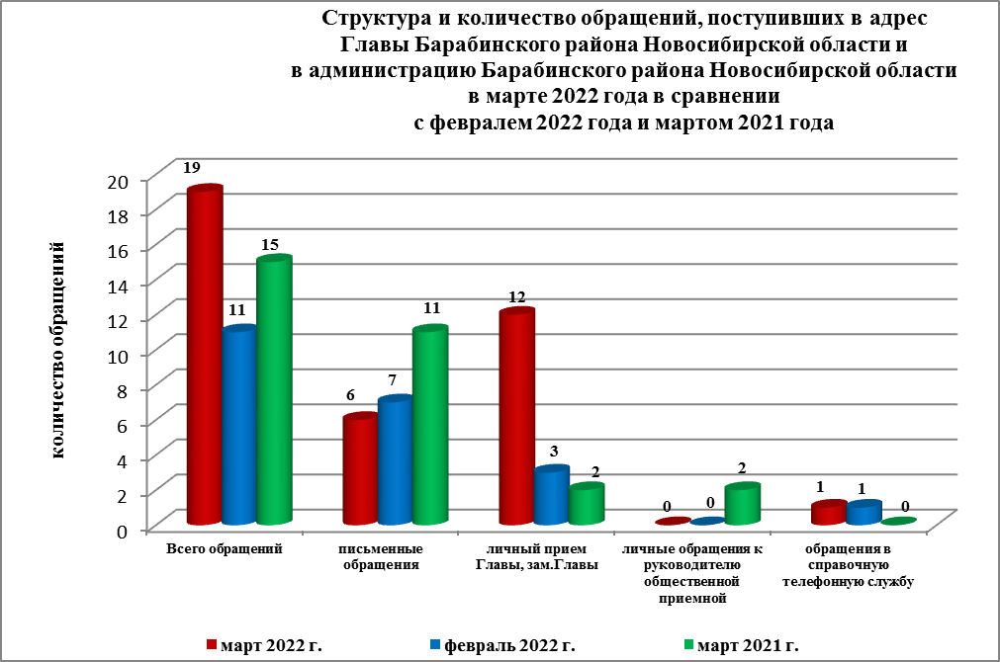 Структура и количество обращений, поступивших в адрес
Главы Барабинского района Новосибирской области и
в администрацию Барабинского района Новосибирской области
в марте 2022 года в сравнении
с февралем 2022 года и мартом 2021 года
количество обращений
20
18
16
14
12
10
8
6
4
2
0
19
11
15
6
7
11
12
3
2
0
0
2
1
1
0
Всего обращений
письменные
обращения
личный прием
Главы, зам.Главы
личные обращения к
руководителю
общественной
приемной
обращения в
справочную
телефонную службу
март 2022 г.
февраль 2022 г.
март 2021 г.